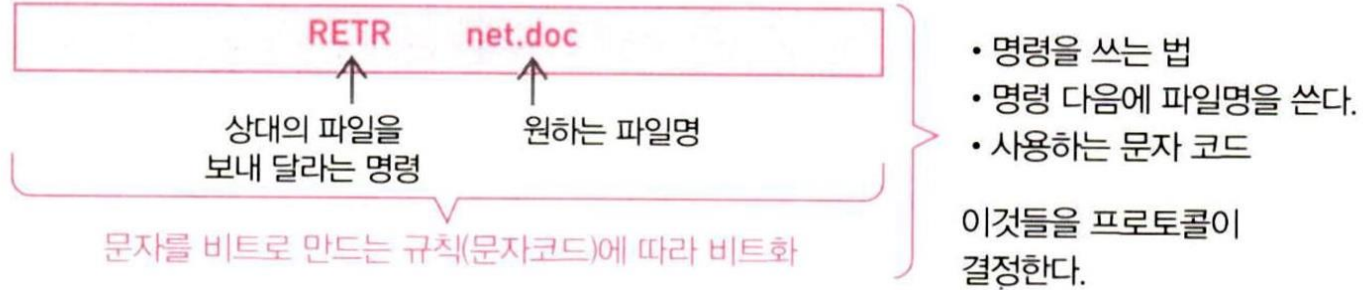 RETR net.doc
상대의 파일을
보내 달라는 명령
원하는 파일명
문자를 비트로 만드는 규칙(문자코드)에 따라 비트화
• 명령을 쓰는 법
• 명령 다음에 파일명을 쓴다.
• 사용하는 문자 코드
이것들을 프로토콜이
결정한다.